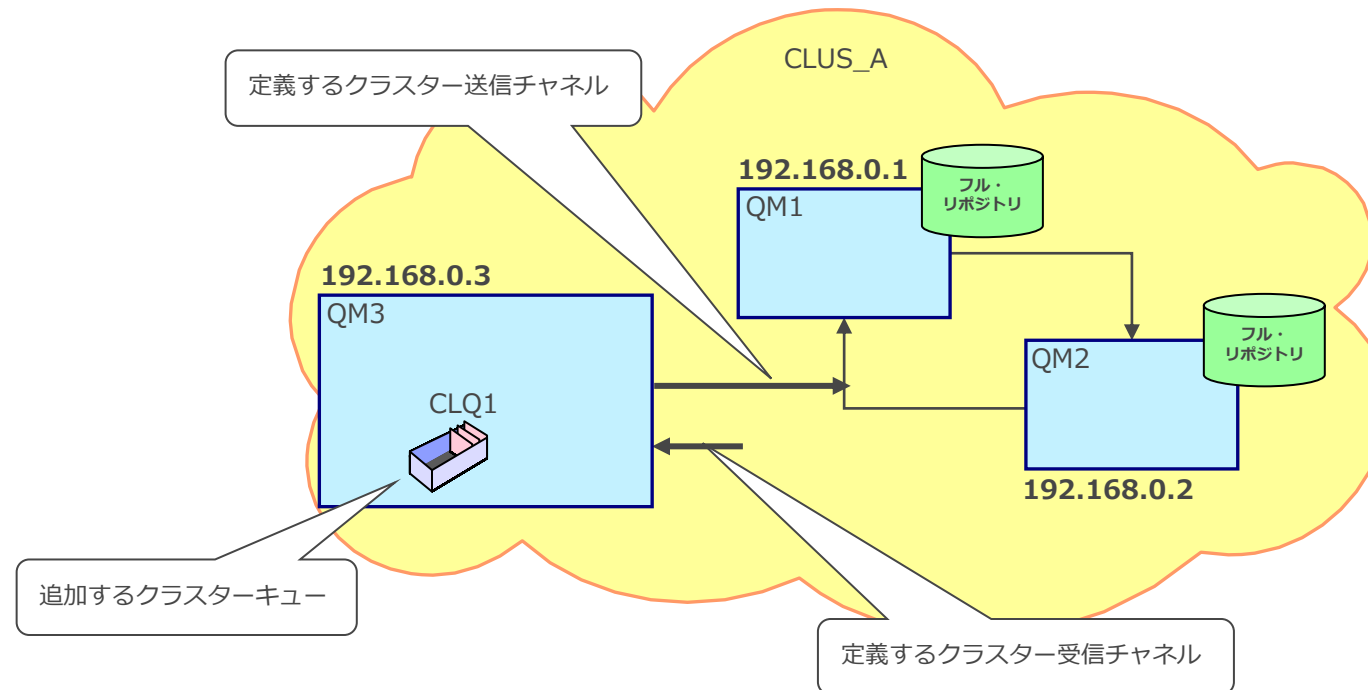 CLUS_A
定義するクラスター送信チャネル
192.168.0.1
QM1
フル・
リポジトリ
192.168.0.3
QM3
フル・
リポジトリ
QM2
CLQ1
192.168.0.2
追加するクラスターキュー
定義するクラスター受信チャネル